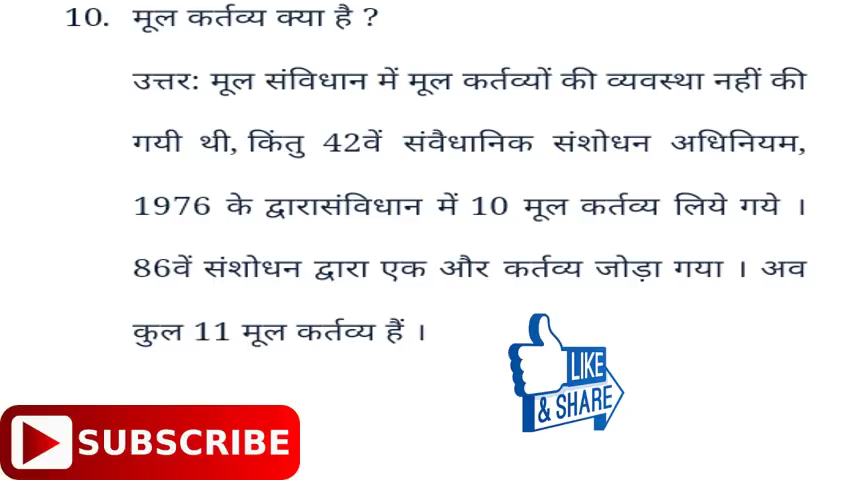 10. मूल कर्तव्य क्या है ?
उत्तर: मूल संविधान में मूल कर्तव्यों की व्यवस्था नहीं की
गयी थी, किंतु 42वें संवैधानिक संशोधन अधिनियम,
1976 के द्वारासंविधान में 10 मूल कर्तव्य लिये गये ।
86वें संशोधन द्वारा एक और कर्तव्य जोड़ा गया । अव
कुल 11 मूल कर्तव्य हैं ।
LIKE
& SHARE
SUBSCRIBE